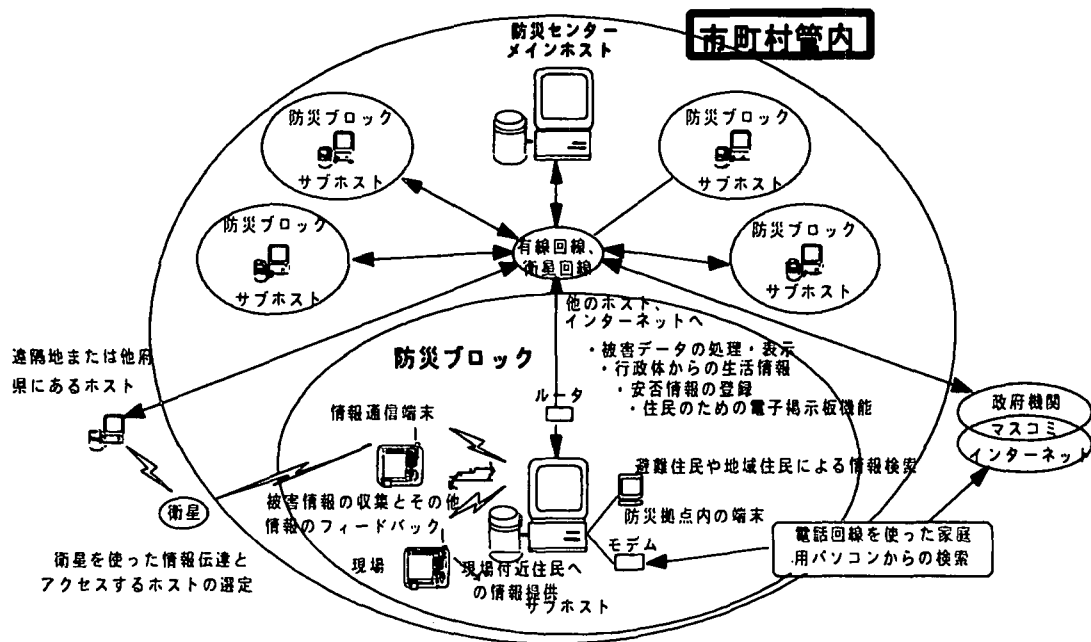 市町村管内
防災センター
メインホスト
防災ブロック
サブホスト
防災ブロック
サブホスト
防災ブロック
サブホスト
防災ブロック
サブホスト
有線回線、
衛星回線
他のホスト、
インターネットへ
・被害データの処理・表示
・行政体からの生活情報
・安否情報の登録
・住民のための電子掲示板機能
防災ブロック
遠隔地または他府
県にあるホスト
ルータ
情報通信端末
政府機関
マスコミ
インターネット
避難住民や地域住民による情報検索
被害情報の収集とその他
情報のフィードバック
防災拠点内の端末
衛星
電話回線を使った家庭
用パソコンからの検索
モデム
現場
現場付近住民へ
の情報提供
サブホスト
衛星を使った情報伝達と
アクセスするホストの選定